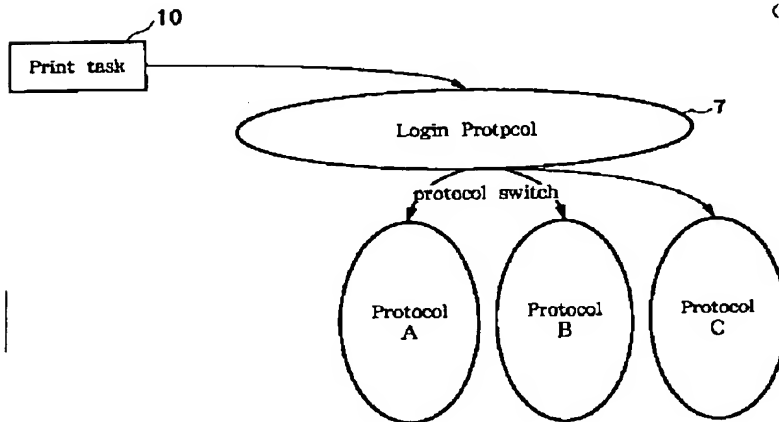 10
Print task
7
Login Protpcol
protocol switch
Protocol
A
Protocol
B
Protocol
C